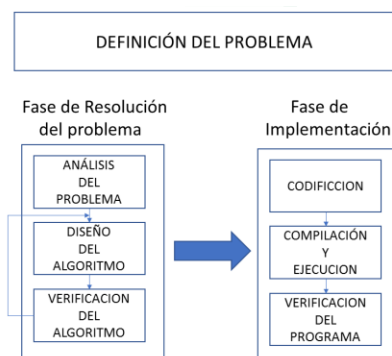 DEFINICIÓN DEL PROBLEMA
Fase de Resolución
del problema
ANÁLISIS
DEL
PROBLEMA
DISEÑO
DEL
ALGORITMO
VERIFICACION
DEL
ALGORITMO
Fase de
Implementación
CODIFICCION
COMPILACIÓN
Y
EJECUCION
VERIFICACION
DEL
PROGRAMA